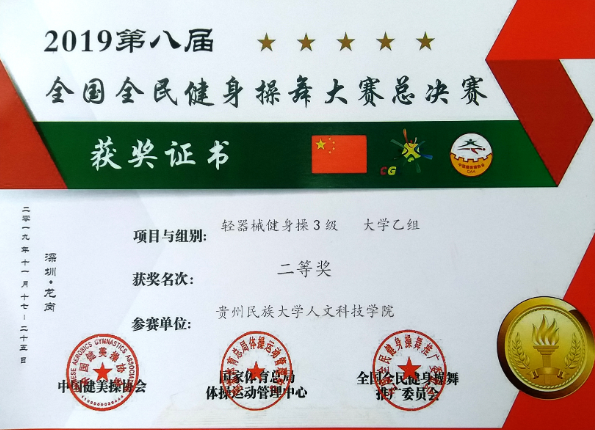 2019第八届
全国全民健身操舞大赛总决赛
获奖证书
CG
二〇一九年十一月十七-二十五日
深圳·龙岗
项目与组别: 轻器械健身操3级 大学乙组
获奖名次: 二等奖
参赛单位: 贵州民族大学人文科技学院
中国健美操协会
国家体育总局
体操运动管理中心
全国全民健身操舞
推广委员会